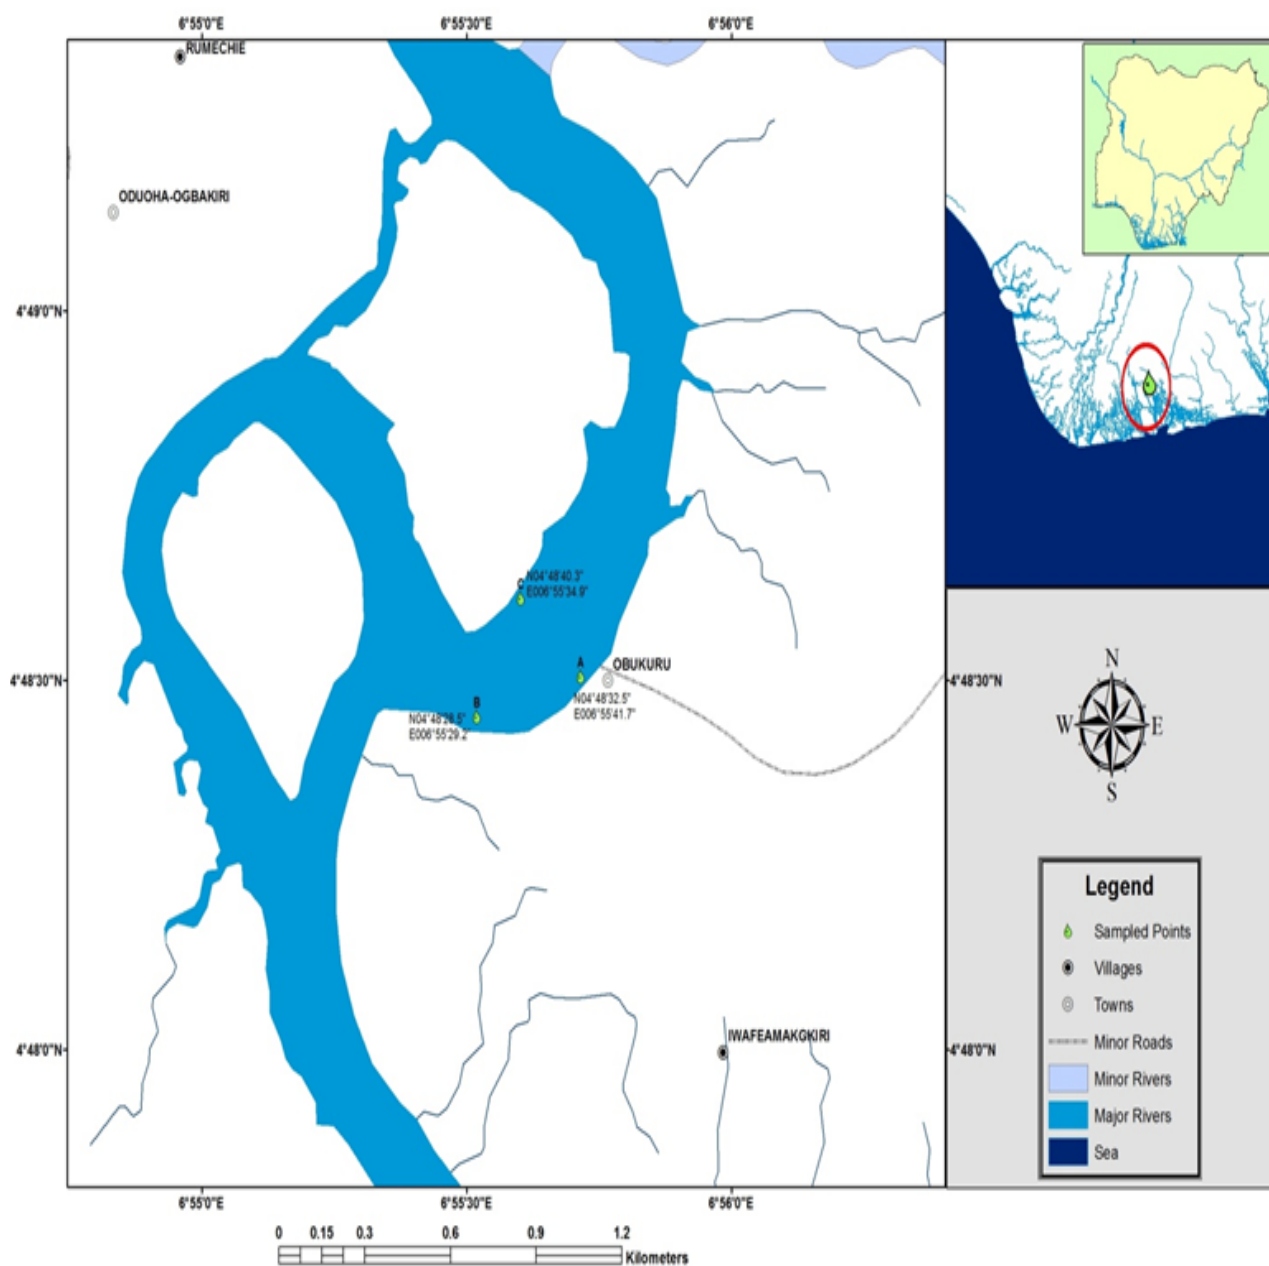 6°55'0"E 6°55'30"E 6°56'0"E
RUMECHIE
ODUOHA-OGBAKIRI
4°49'0"N
C
N04°48'40.3"
E006°55'34.9"
A
OBUKURU
4°48'30"N
4°48'30"N
N04°48'32.5"
E006°55'41.7"
B
N04°48'28.5"
E006°55'29.2"
N
W E
S
Legend
Sampled Points
Villages
Towns
Minor Roads
Minor Rivers
Major Rivers
Sea
IWAFEAMAKGKIRI
4°48'0"N
4°48'0"N
6°55'0"E 6°55'30"E 6°56'0"E
0 0.15 0.3 0.6 0.9 1.2
Kilometers